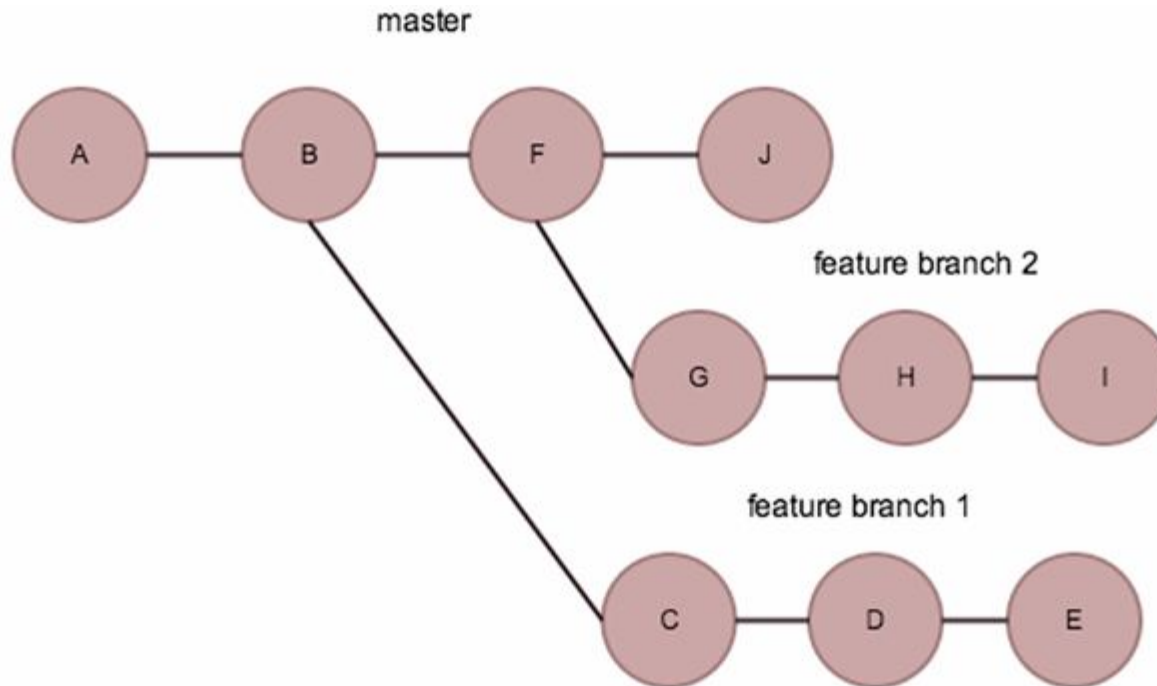 master
A B F J
feature branch 2
G H I
feature branch 1
C D E